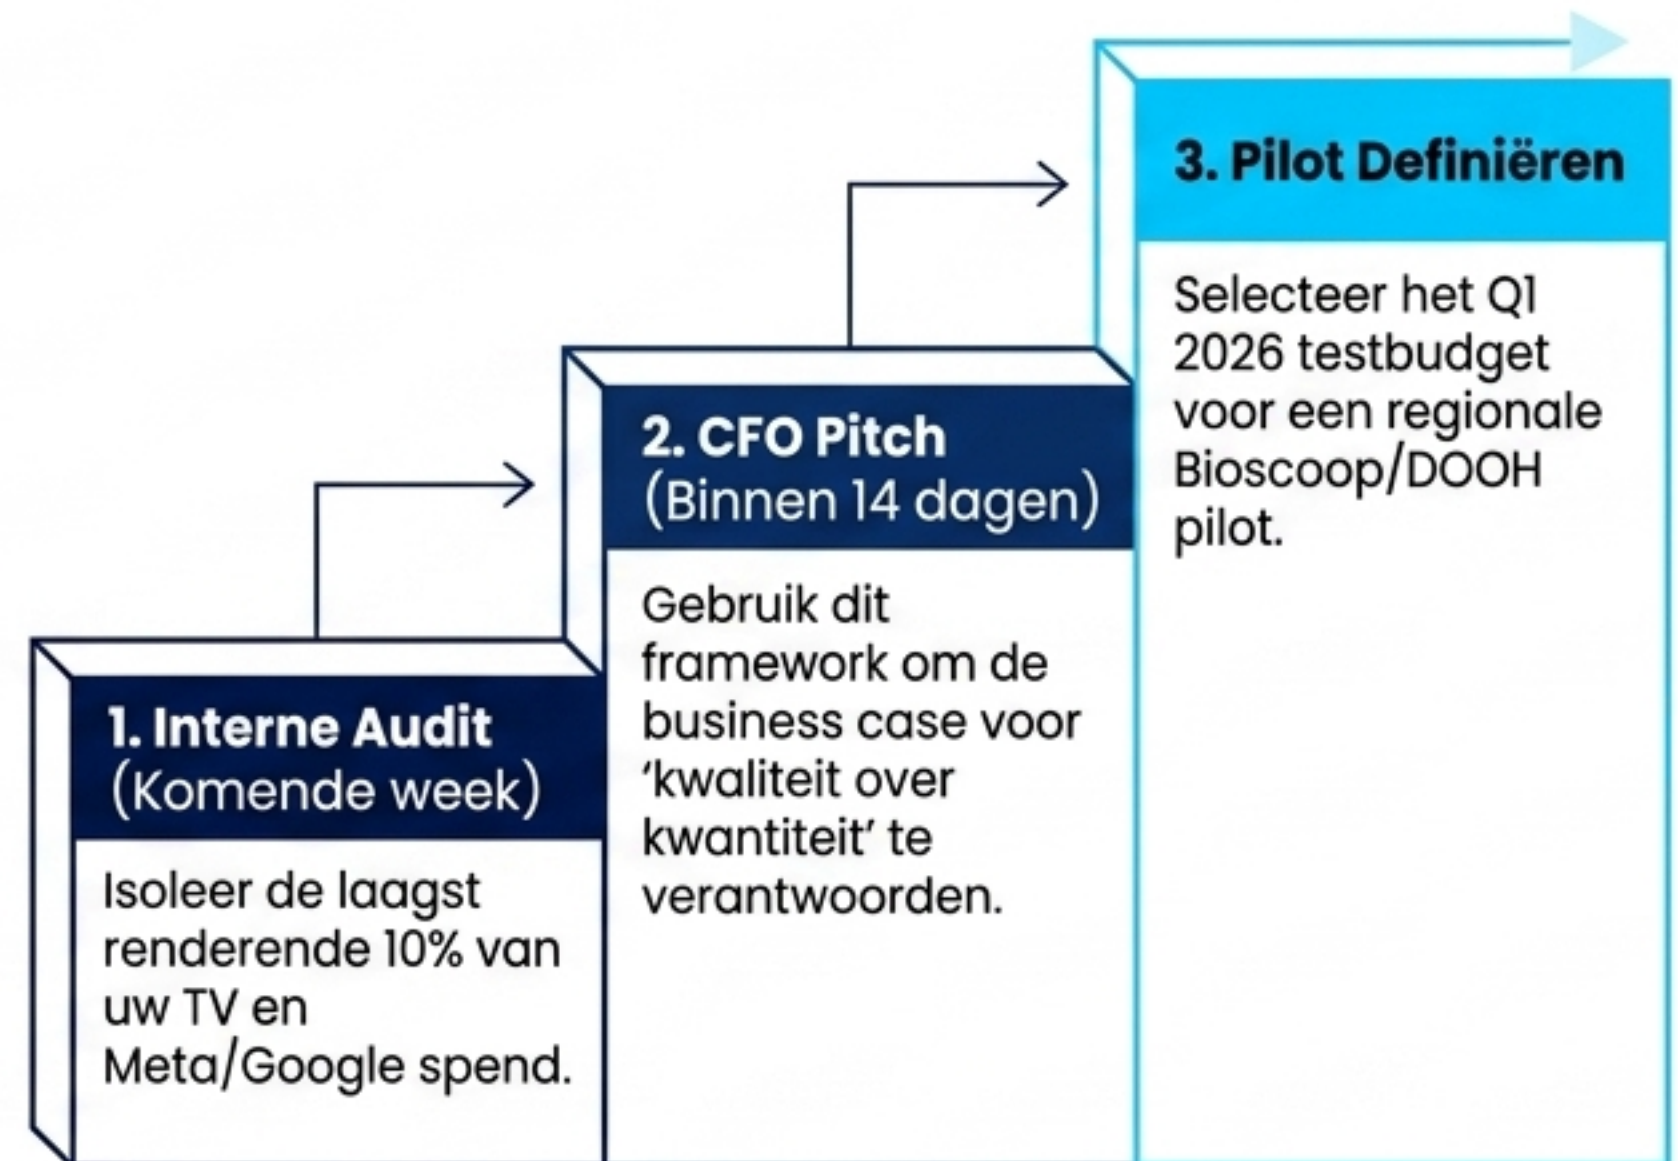 1. Interne Audit
(Komende week)
Isoleer de laagst
renderende 10% van
uw TV en
Meta/Google spend.
2. CFO Pitch
(Binnen 14 dagen)
Gebruik dit
framework om de
business case voor
‘kwaliteit over
kwantiteit’ te
verantwoorden.
3. Pilot Definiëren
Selecteer het Q1
2026 testbudget
voor een regionale
Bioscoop/DOOH
pilot.